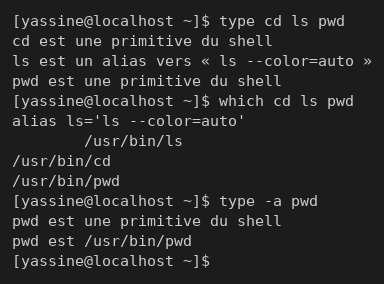 [yassine@localhost ~]$ type cd ls pwd
cd est une primitive du shell
ls est un alias vers « ls --color=auto »
pwd est une primitive du shell
[yassine@localhost ~]$ which cd ls pwd
alias ls='ls --color=auto'
        /usr/bin/ls
/usr/bin/cd
/usr/bin/pwd
[yassine@localhost ~]$ type -a pwd
pwd est une primitive du shell
pwd est /usr/bin/pwd
[yassine@localhost ~]$